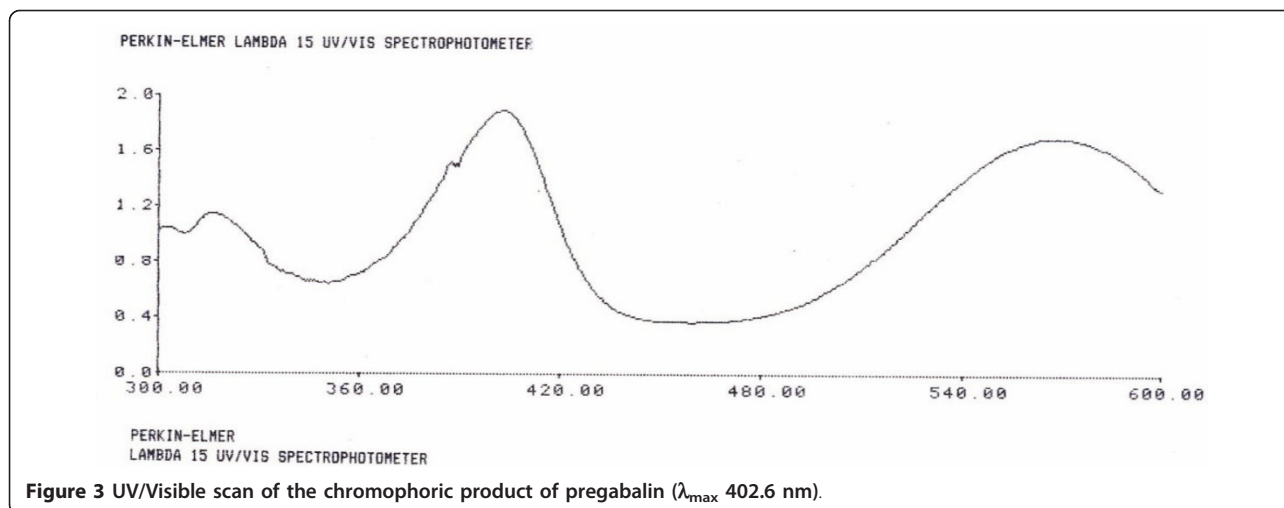 PERKIN-ELMER LAMBDA 15 UV/VIS SPECTROPHOTOMETER
2.0
1.6
1.2
0.8
0.4
0.0
300.00 360.00 420.00 480.00 540.00 600.00
PERKIN-ELMER
LAMBDA 15 UV/VIS SPECTROPHOTOMETER
Figure 3 UV/Visible scan of the chromophoric product of pregabalin (λmax 402.6 nm).